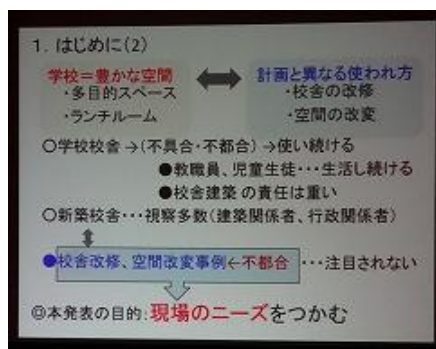 1. はじめに(2)
学校=豊かな空間
・多目的スペース
・ランチルーム
計画と異なる使われ方
・校舎の改修
・空間の改変
○学校校舎→(不具合・不都合)→使い続ける
●教職員、児童生徒・・・生活し続ける
●校舎建築の責任は重い
○新築校舎・・・視察多数(建築関係者、行政関係者)
●校舎改修、空間改変事例←不都合・・・注目されない
◎本発表の目的:現場のニーズをつかむ